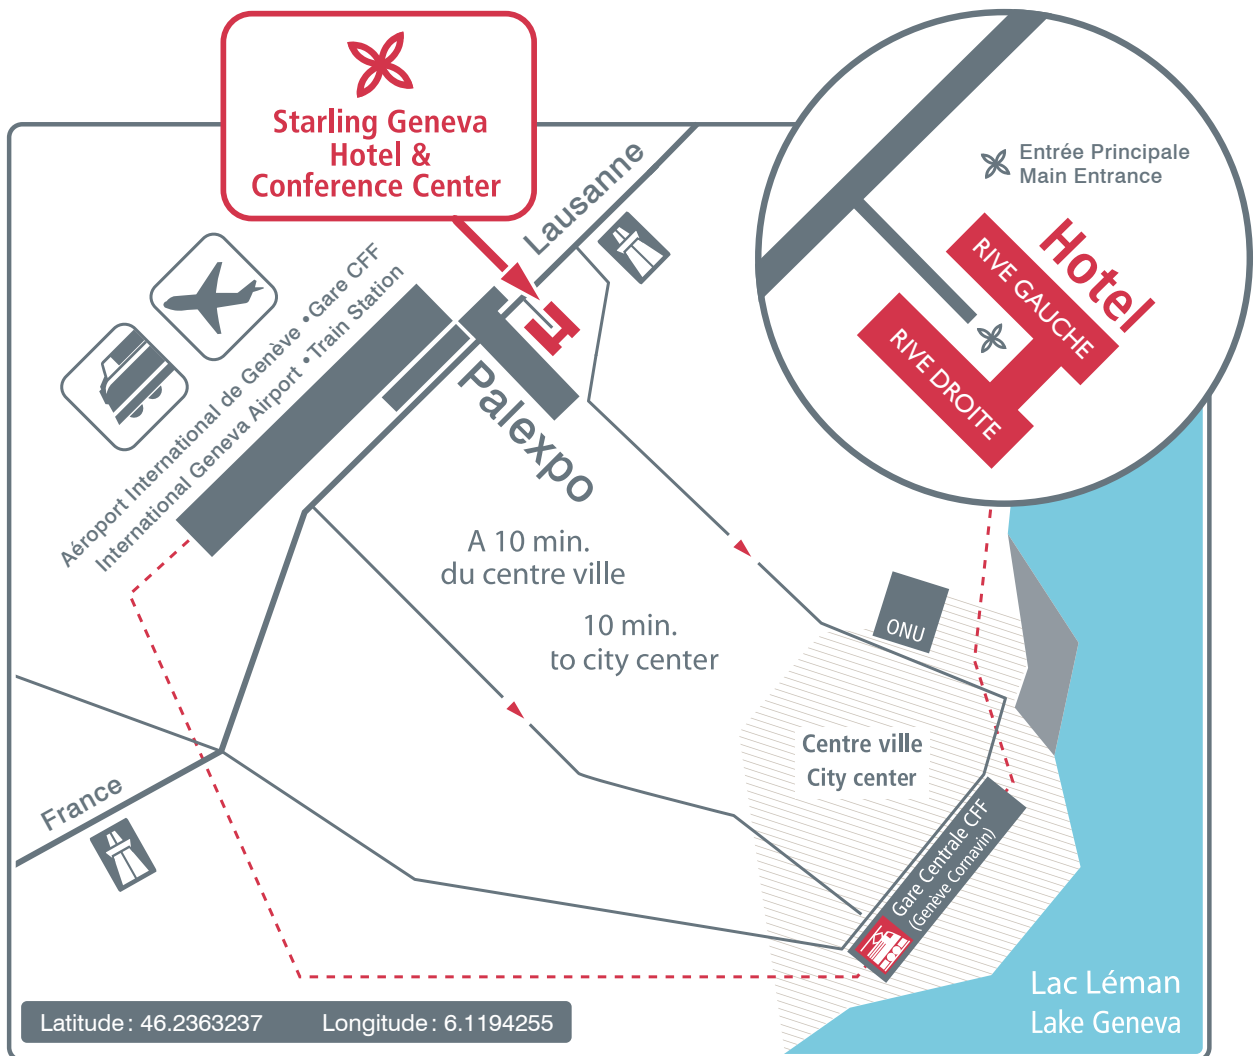 Starling Geneva
Hotel &
Conference Center
Lausanne
Entrée Principale
Main Entrance
Hotel
RIVE GAUCHE
RIVE DROITE
Aéroport International de Genève • Gare CFF
International Geneva Airport • Train Station
Palexpo
A 10 min.
du centre ville
10 min.
to city center
ONU
Centre ville
City center
France
Gare Centrale CFF
(Genève Cornavin)
Lac Léman
Lake Geneva
Latitude : 46.2363237 Longitude : 6.1194255